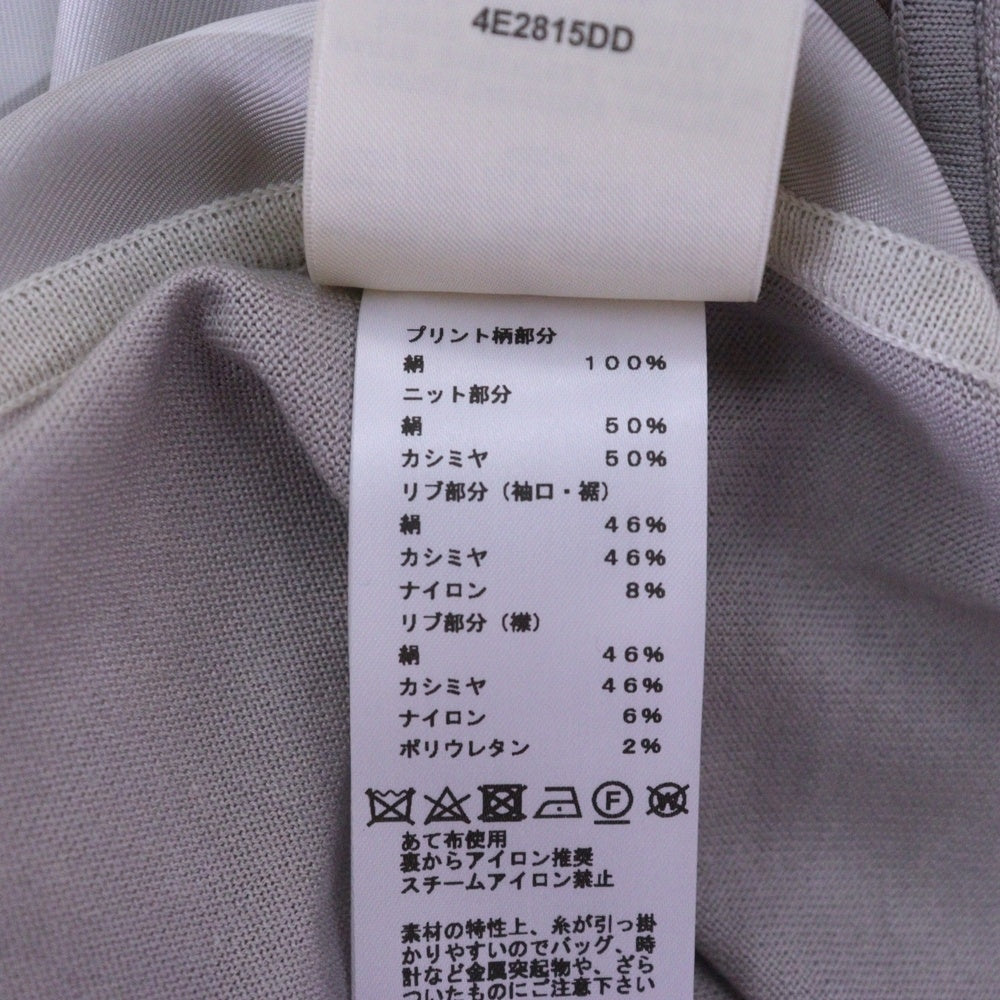 4E2815DD
プリント柄部分
絹 100%
ニット部分
絹 50%
カシミヤ 50%
リブ部分(袖口・裾)
絹 46%
カシミヤ 46%
ナイロン 8%
リブ部分(襟)
絹 46%
カシミヤ 46%
ナイロン 6%
ポリウレタン 2%
F W
あて布使用
裏からアイロン推奨
スチームアイロン禁止
素材の特性上、糸が引っ掛
かりやすいのでバッグ、時
計など金属突起物や、ざら
ついたものにご注意下さい